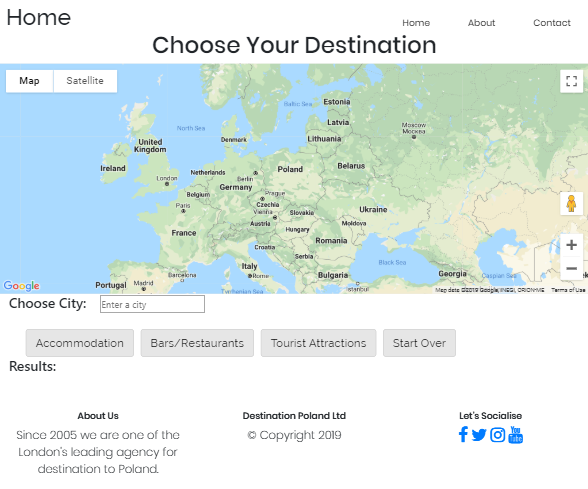 Home
Home About Contact
Choose Your Destination
Map Satellite
Baltic Sea
Estonia
Latvia
Moscow
Москва
North Sea
Denmark
Lithuania
United
Kingdom
Belarus
Ireland
Netherlands
Berlin
Poland
London
Germany
Belgium
Prague
Paris
Czechia
Ukraine
Vienna
Slovakia
Austria
Moldova
France
Hungary
Romania
Croatia
Serbia
Italy
Black Sea
Rome
Bulgaria
Georgia
Caspian Sea
Barcelona
Portugal
Madrid
Tyrrhenian Sea
Istanbul
Google
Map data ©2019 Google, INEGI, ORION-ME Terms of Use
Choose City: Enter a city
Accommodation Bars/Restaurants Tourist Attractions Start Over
Results:
About Us
Since 2005 we are one of the
London's leading agency for
destination to Poland.
Destination Poland Ltd
© Copyright 2019
Let's Socialise
You
Tube